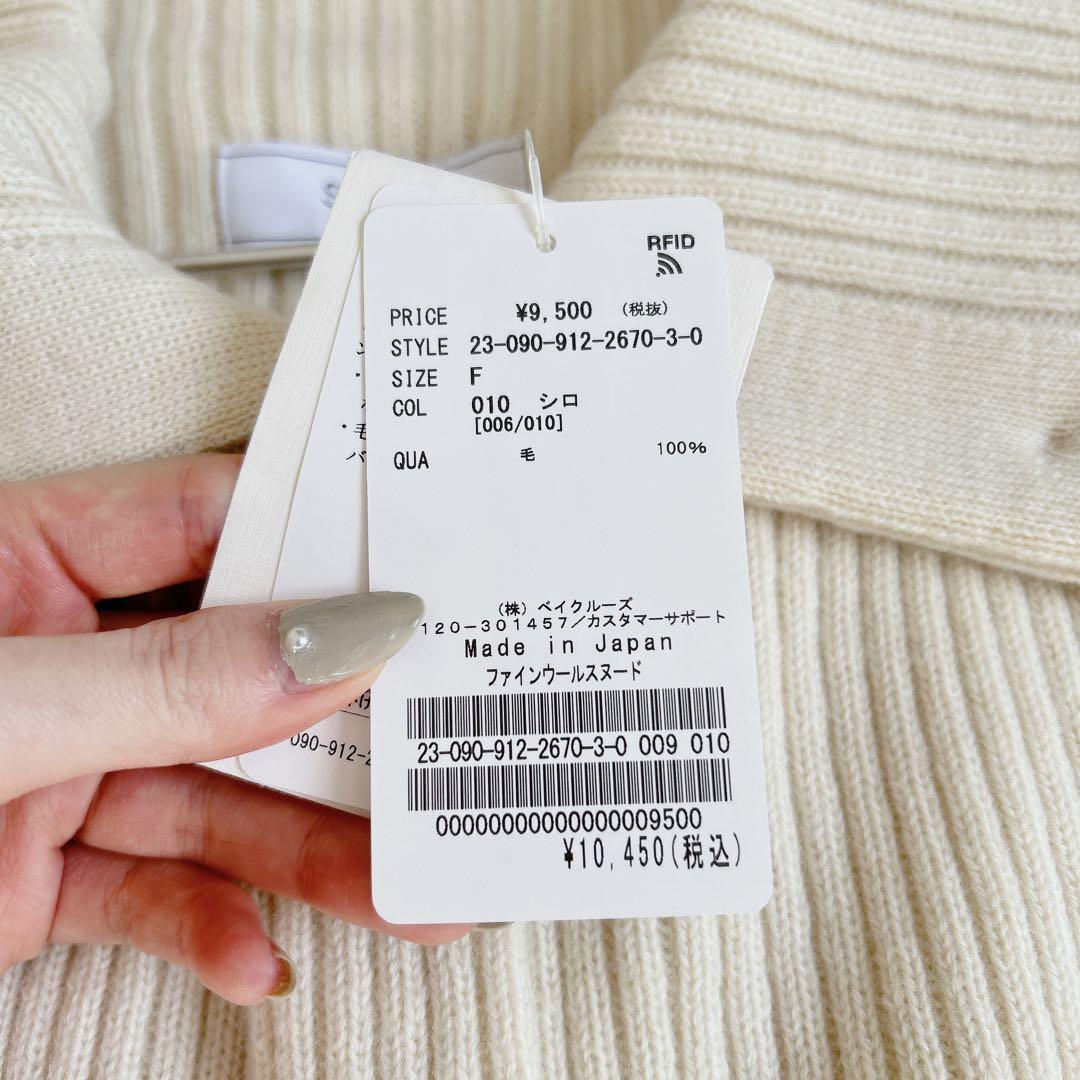 S
RFID
PRICE ¥9,500 (税抜)
STYLE 23-090-912-2670-3-0
SIZE F
COL 010 シロ
[006/010]
QUA 毛 100%
・毛
バ
(株) ベイクルーズ
120-301457/カスタマーサポート
Made in Japan
ファインウールスヌード
23-090-912-2670-3-0 009 010
00000000000000009500
¥10,450(税込)
090-912-2